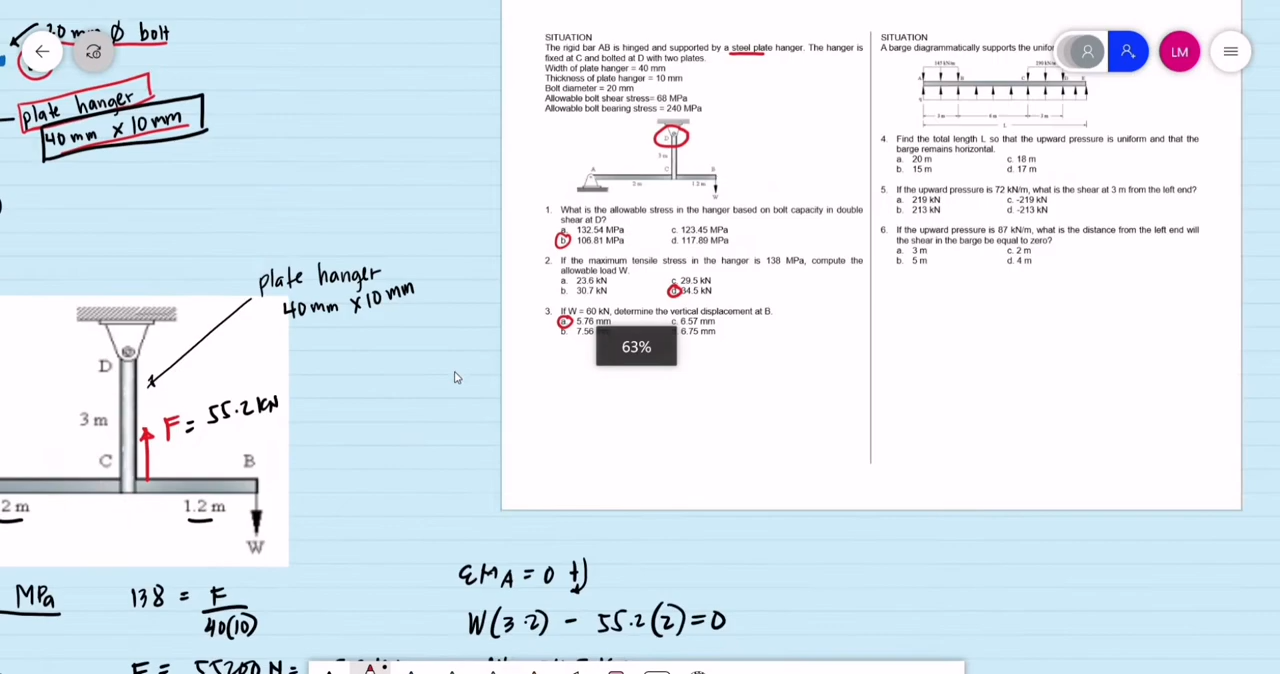 20 mm Ø bolt
plate hanger
40 mm x 10 mm
plate hanger
40 mm x 10 mm
D
3 m
F = 55.2 KN
C
B
2 m
1.2 m
W
MPa
138 = F
40(10)
F = 55200 N =
ΣMA = 0
W(3.2) - 55.2(2) = 0
63%
LM
SITUATION
The rigid bar AB is hinged and supported by a steel plate hanger. The hanger is
fixed at C and bolted at D with two plates.
Width of plate hanger = 40 mm
Thickness of plate hanger = 10 mm
Bolt diameter = 20 mm
Allowable bolt shear stress= 68 MPa
Allowable bolt bearing stress = 240 MPa
D
3 m
A
C
B
2 m
1.2 m
W
1. What is the allowable stress in the hanger based on bolt capacity in double
shear at D?
a. 132.54 MPa c. 123.45 MPa
b. 106.81 MPa d. 117.89 MPa
2. If the maximum tensile stress in the hanger is 138 MPa, compute the
allowable load W.
a. 23.6 kN c. 29.5 kN
b. 30.7 kN d. 34.5 kN
3. If W = 60 kN, determine the vertical displacement at B.
a. 5.76 mm c. 6.57 mm
b. 7.56 6.75 mm
SITUATION
A barge diagrammatically supports the unifor
L
4. Find the total length L so that the upward pressure is uniform and that the
barge remains horizontal.
a. 20 m c. 18 m
b. 15 m d. 17 m
5. If the upward pressure is 72 kN/m, what is the shear at 3 m from the left end?
a. 219 kN c. -219 kN
b. 213 kN d. -213 kN
6. If the upward pressure is 87 kN/m, what is the distance from the left end will
the shear in the barge be equal to zero?
a. 3 m c. 2 m
b. 5 m d. 4 m